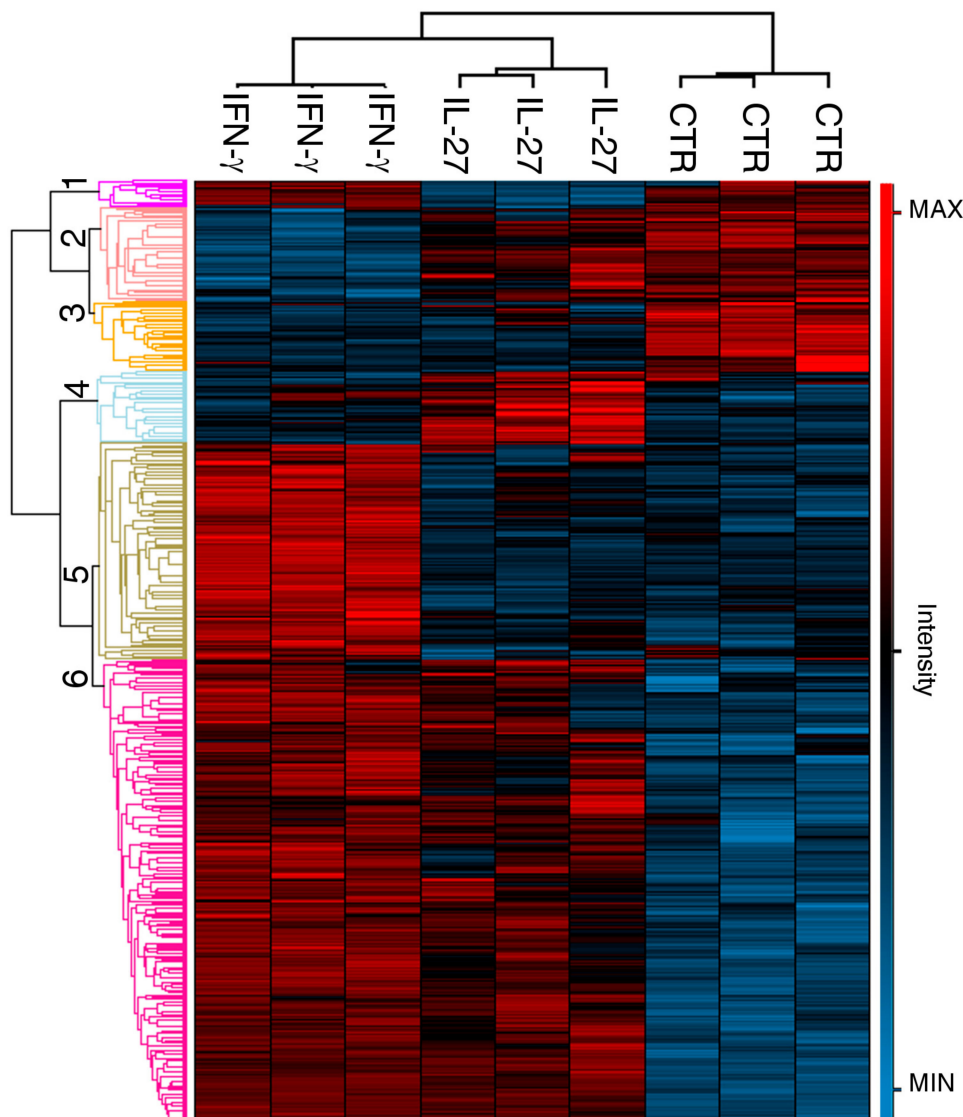 IFN-γ
IFN-γ
IFN-γ
IL-27
IL-27
IL-27
CTR
CTR
CTR
1
2
3
4
5
6
MAX
Intensity
MIN